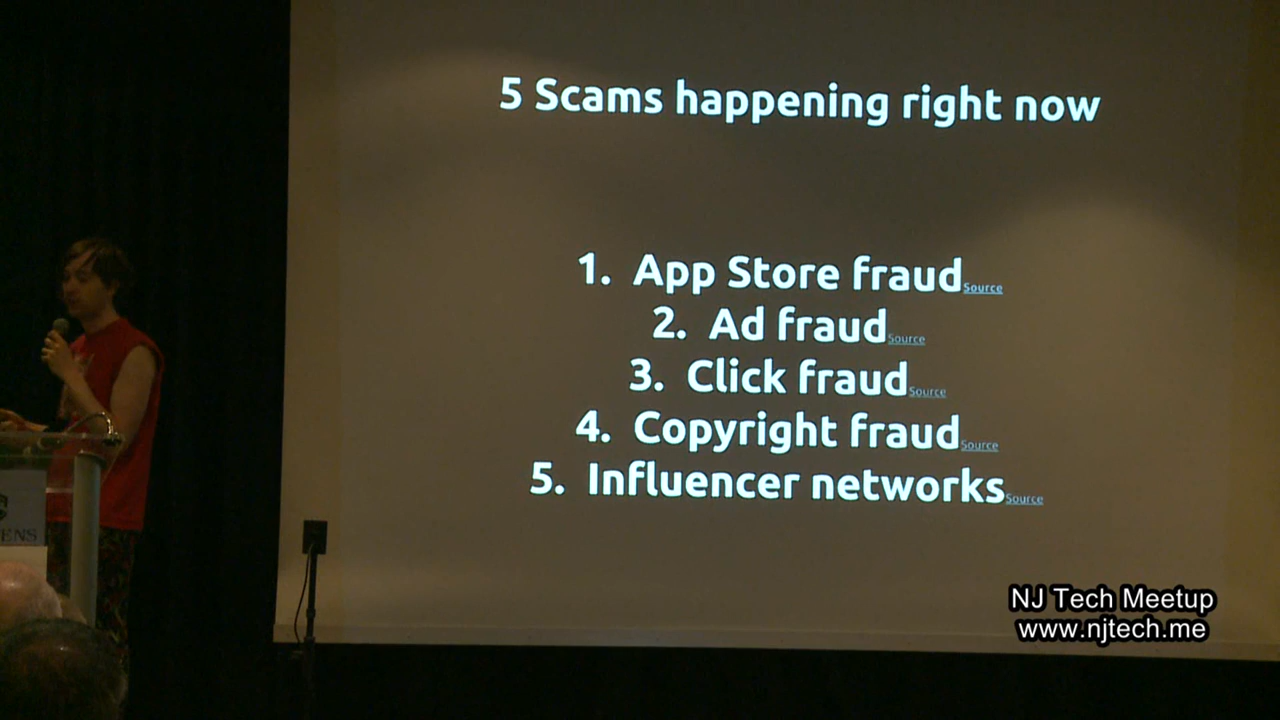 5 Scams happening right now
1. App Store fraud Source
2. Ad fraud Source
3. Click fraud Source
4. Copyright fraud Source
5. Influencer networks Source
ENS
NJ Tech Meetup
www.njtech.me